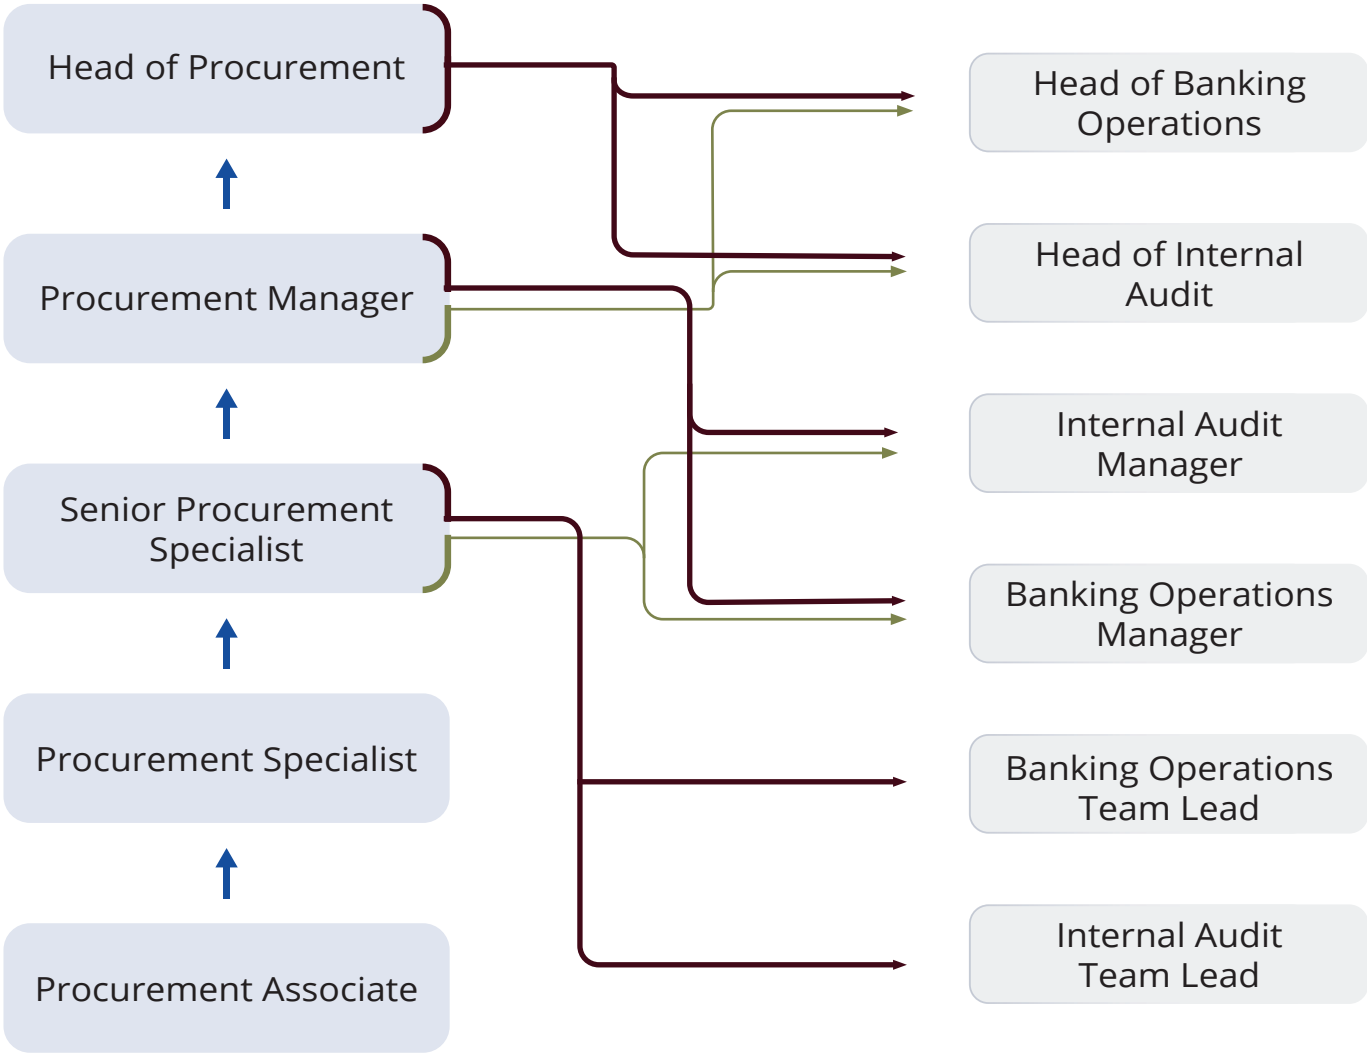 Head of Procurement
Procurement Manager
Senior Procurement
Specialist
Procurement Specialist
Procurement Associate
Head of Banking
Operations
Head of Internal
Audit
Internal Audit
Manager
Banking Operations
Manager
Banking Operations
Team Lead
Internal Audit
Team Lead